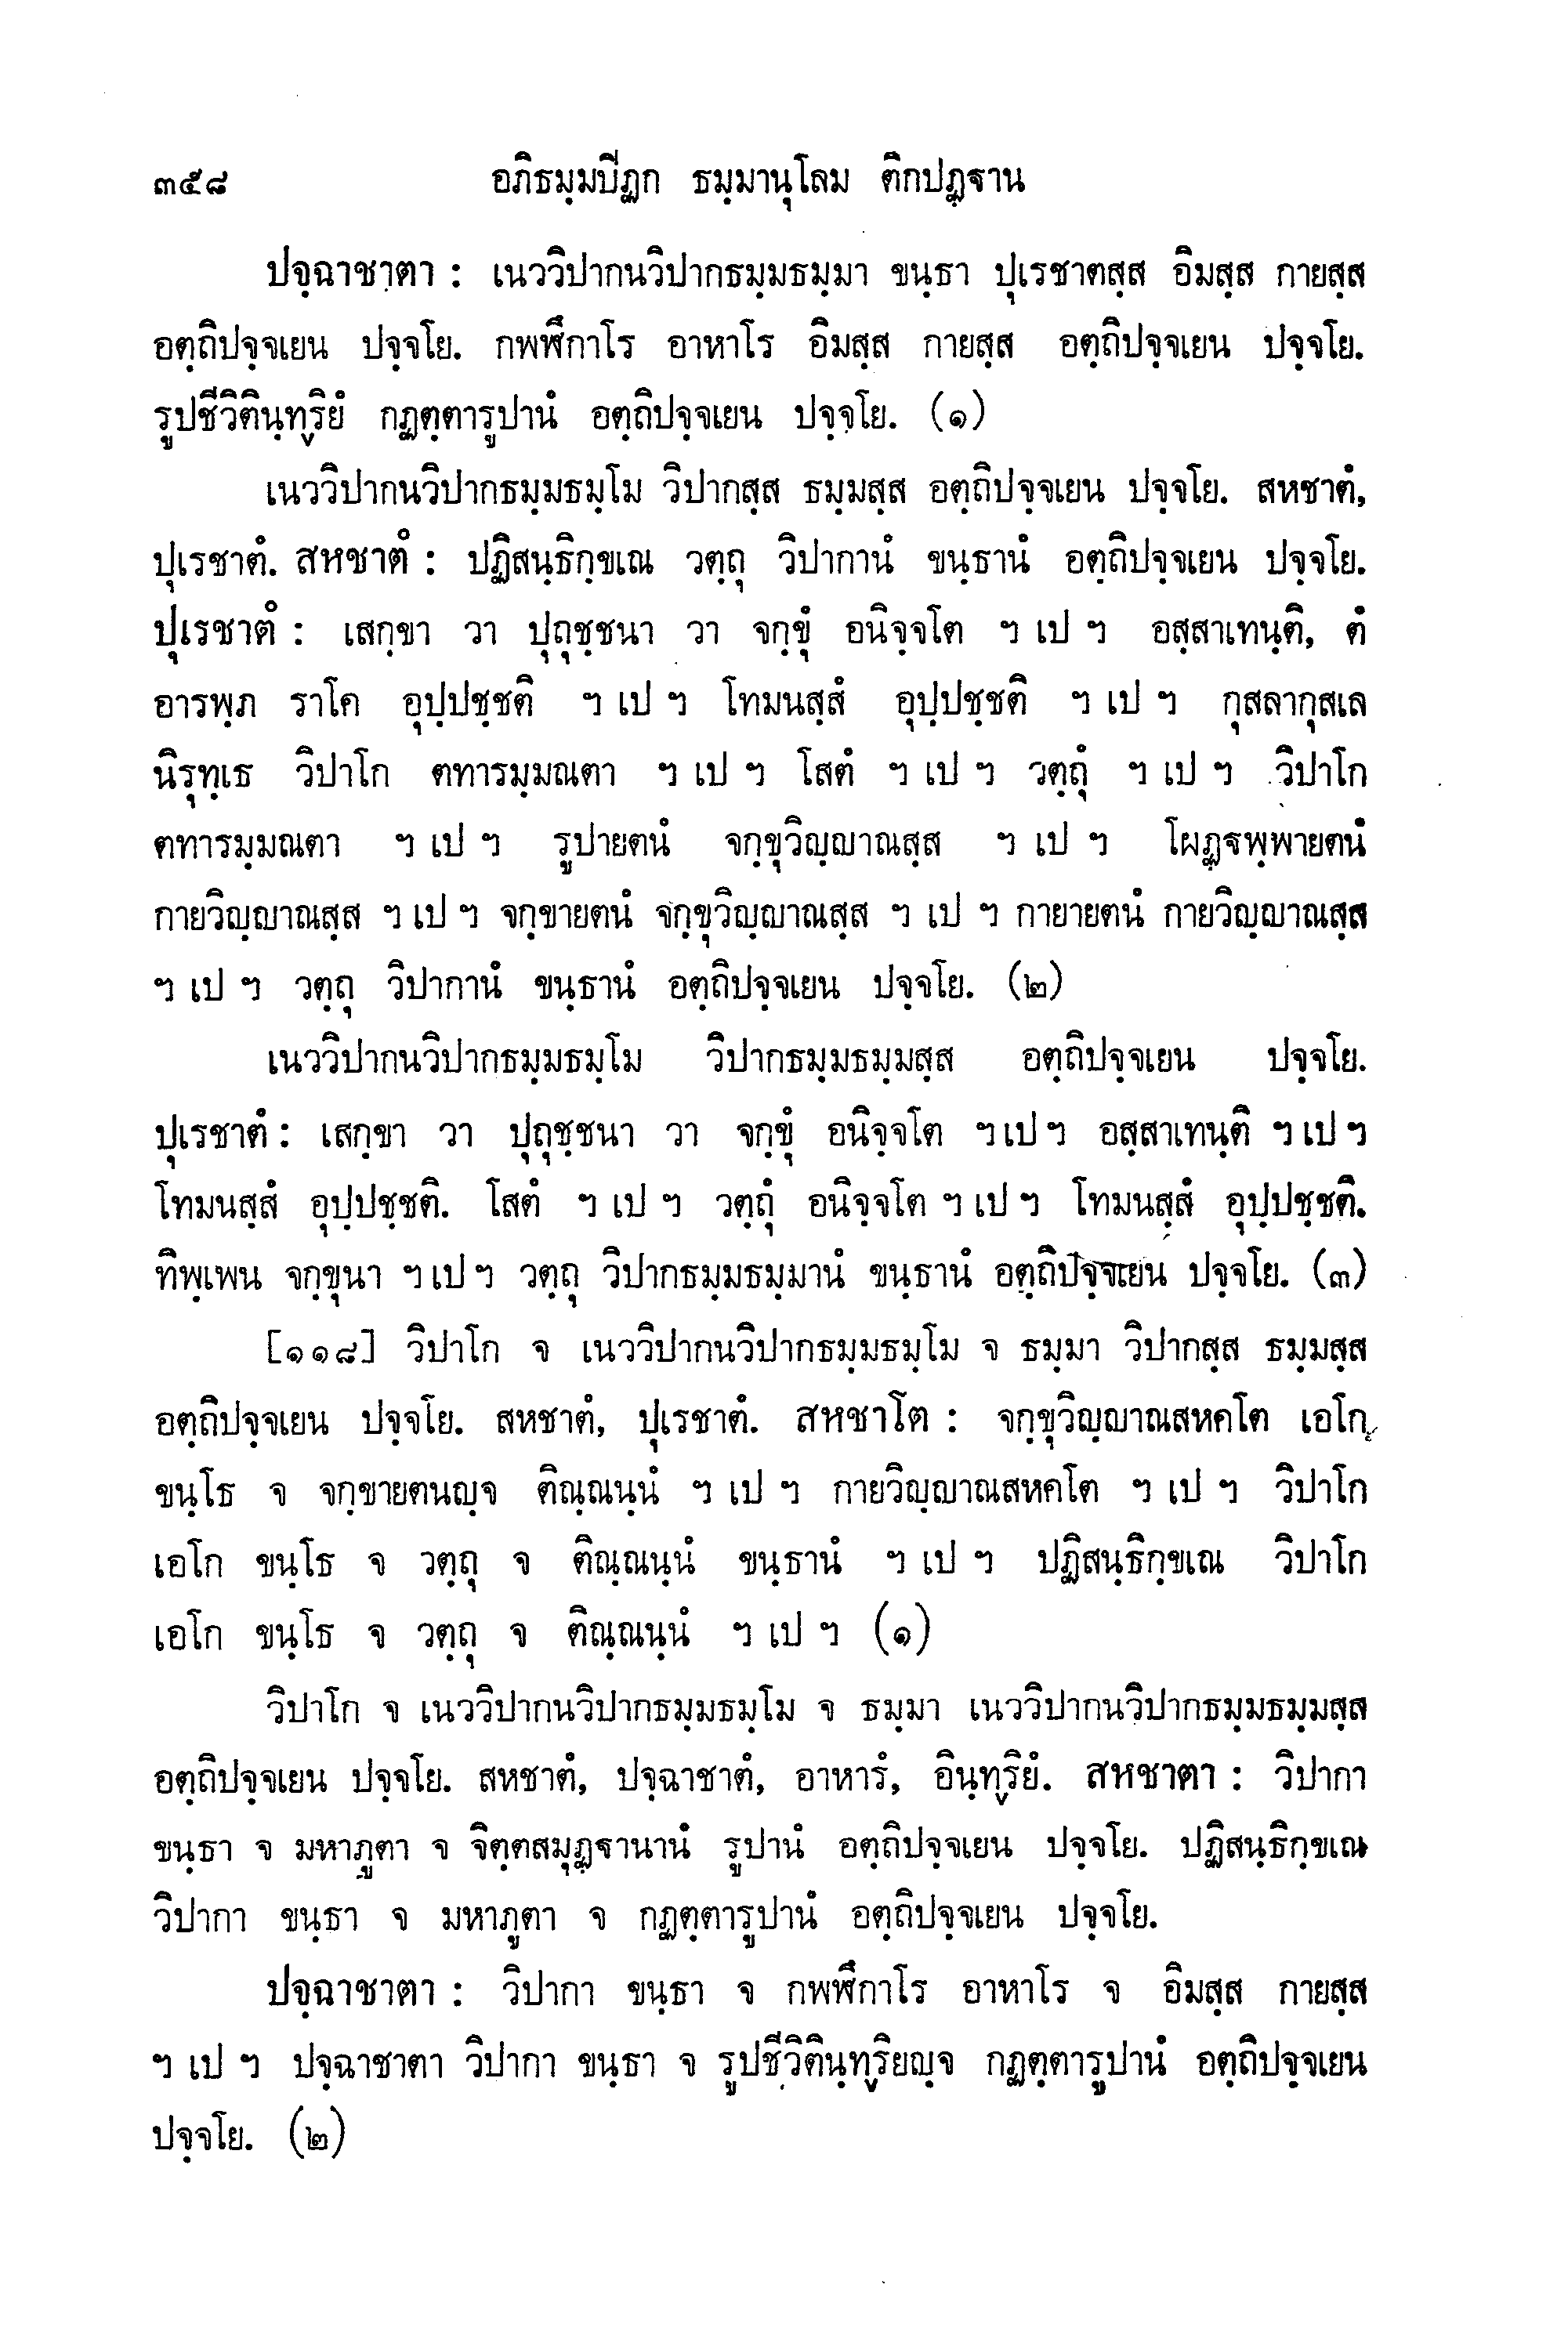 ๓๕๘ อภิธมฺมปิฏก ธมฺมานุโลม ติกปฏฺฐาน
ปจฺฉาชาตา : เนววิปากนวิปากธมฺมธมฺมา ขนฺธา ปุเรชาตสฺส อิมสฺส กายสฺส
อตฺถิปจฺจเยน ปจฺจโย. กพฬีกาโร อาหาโร อิมสฺส กายสฺส อตฺถิปจฺจเยน ปจฺจโย.
รูปชีวิตินฺทฺริยํ กฏตฺตารูปานํ อตฺถิปจฺจเยน ปจฺจโย. (๑)
เนววิปากนวิปากธมฺมธมฺโม วิปากสฺส ธมฺมสฺส อตฺถิปจฺจเยน ปจฺจโย. สหชาตํ,
ปุเรชาตํ. สหชาตํ : ปฏิสนฺธิกฺขเณ วตฺถุ วิปากานํ ขนฺธานํ อตฺถิปจฺจเยน ปจฺจโย.
ปุเรชาตํ : เสกฺขา วา ปุถุชฺชนา วา จกฺขุํ อนิจฺจโต ฯ เป ฯ อสฺสาเทนฺติ, ตํ
อารพฺภ ราโค อุปฺปชฺชติ ฯ เป ฯ โทมนสฺสํ อุปฺปชฺชติ ฯ เป ฯ กุสลากุสเล
นิรุทฺเธ วิปาโก ตทารมฺมณตา ฯ เป ฯ โสตํ ฯ เป ฯ วตฺถุํ ฯ เป ฯ วิปาโก
ตทารมฺมณตา ฯ เป ฯ รูปายตนํ จกฺขุวิญฺญาณสฺส ฯ เป ฯ โผฏฺฐพฺพายตนํ
กายวิญฺญาณสฺส ฯ เป ฯ จกฺขายตนํ จกฺขุวิญฺญาณสฺส ฯ เป ฯ กายายตนํ กายวิญฺญาณสฺส
ฯ เป ฯ วตฺถุ วิปากานํ ขนฺธานํ อตฺถิปจฺจเยน ปจฺจโย. (๒)
เนววิปากนวิปากธมฺมธมฺโม วิปากธมฺมธมฺมสฺส อตฺถิปจฺจเยน ปจฺจโย.
ปุเรชาตํ : เสกฺขา วา ปุถุชฺชนา วา จกฺขุํ อนิจฺจโต ฯ เป ฯ อสฺสาเทนฺติ ฯ เป ฯ
โทมนสฺสํ อุปฺปชฺชติ. โสตํ ฯ เป ฯ วตฺถุํ อนิจฺจโต ฯ เป ฯ โทมนสฺสํ อุปฺปชฺชติ.
ทิพฺเพน จกฺขุนา ฯ เป ฯ วตฺถุ วิปากธมฺมธมฺมานํ ขนฺธานํ อตฺถิปจฺจเยน ปจฺจโย. (๓)
[๑๑๘] วิปาโก จ เนววิปากนวิปากธมฺมธมฺโม จ ธมฺมา วิปากสฺส ธมฺมสฺส
อตฺถิปจฺจเยน ปจฺจโย. สหชาตํ, ปุเรชาตํ. สหชาโต : จกฺขุวิญฺญาณสหคโต เอโก
ขนฺโธ จ จกฺขายตนญฺจ ติณฺณนฺนํ ฯ เป ฯ กายวิญฺญาณสหคโต ฯ เป ฯ วิปาโก
เอโก ขนฺโธ จ วตฺถุ จ ติณฺณนฺนํ ขนฺธานํ ฯ เป ฯ ปฏิสนฺธิกฺขเณ วิปาโก
เอโก ขนฺโธ จ วตฺถุ จ ติณฺณนฺนํ ฯ เป ฯ (๑)
วิปาโก จ เนววิปากนวิปากธมฺมธมฺโม จ ธมฺมา เนววิปากนวิปากธมฺมธมฺมสฺส
อตฺถิปจฺจเยน ปจฺจโย. สหชาตํ, ปจฺฉาชาตํ, อาหารํ, อินฺทฺริยํ. สหชาตา : วิปากา
ขนฺธา จ มหาภูตา จ จิตฺตสมุฏฺฐานานํ รูปานํ อตฺถิปจฺจเยน ปจฺจโย. ปฏิสนฺธิกฺขเณ
วิปากา ขนฺธา จ มหาภูตา จ กฏตฺตารูปานํ อตฺถิปจฺจเยน ปจฺจโย.
ปจฺฉาชาตา : วิปากา ขนฺธา จ กพฬีกาโร อาหาโร จ อิมสฺส กายสฺส
ฯ เป ฯ ปจฺฉาชาตา วิปากา ขนฺธา จ รูปชีวิตินฺทฺริยญฺจ กฏตฺตารูปานํ อตฺถิปจฺจเยน
ปจฺจโย. (๒)